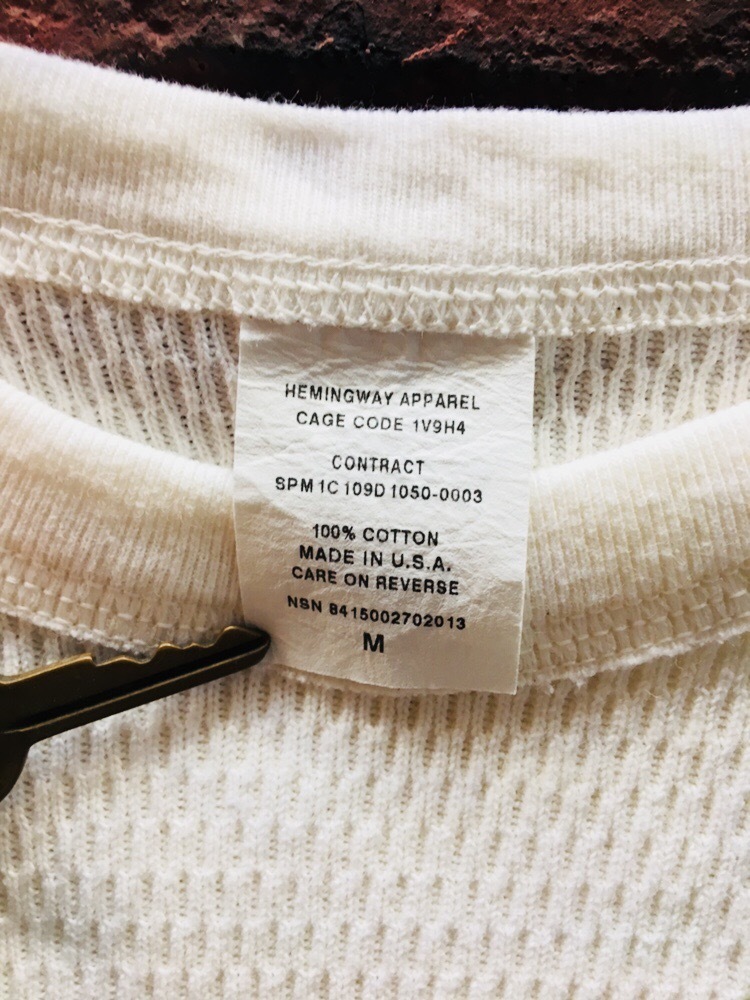 HEMINGWAY APPAREL
CAGE CODE 1V9H4
CONTRACT
SPM1C109D1050-0003
100% COTTON
MADE IN U.S.A.
CARE ON REVERSE
NSN 8415002702013
M